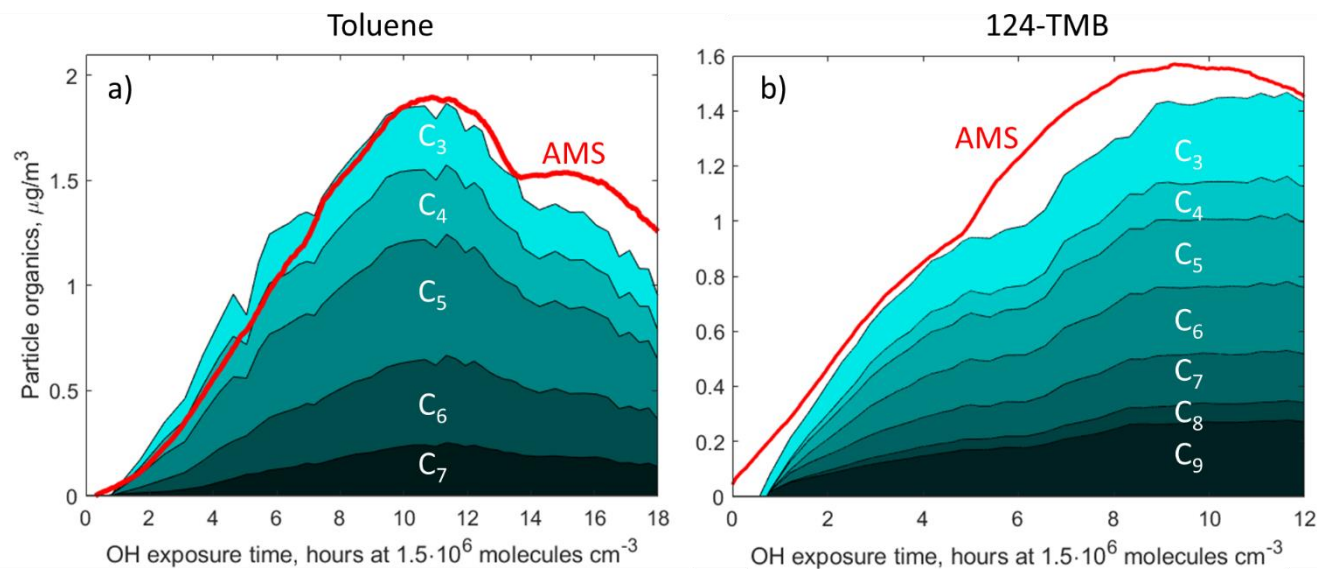 Toluene
a)
2
1.5
1
0.5
0
0 2 4 6 8 10 12 14 16 18
Particle organics, μg/m³
OH exposure time, hours at 1.5·10⁶ molecules cm⁻³
AMS
C₃
C₄
C₅
C₆
C₇
124-TMB
b)
1.6
1.4
1.2
1
0.8
0.6
0.4
0.2
0
0 2 4 6 8 10 12
OH exposure time, hours at 1.5·10⁶ molecules cm⁻³
AMS
C₃
C₄
C₅
C₆
C₇
C₈
C₉